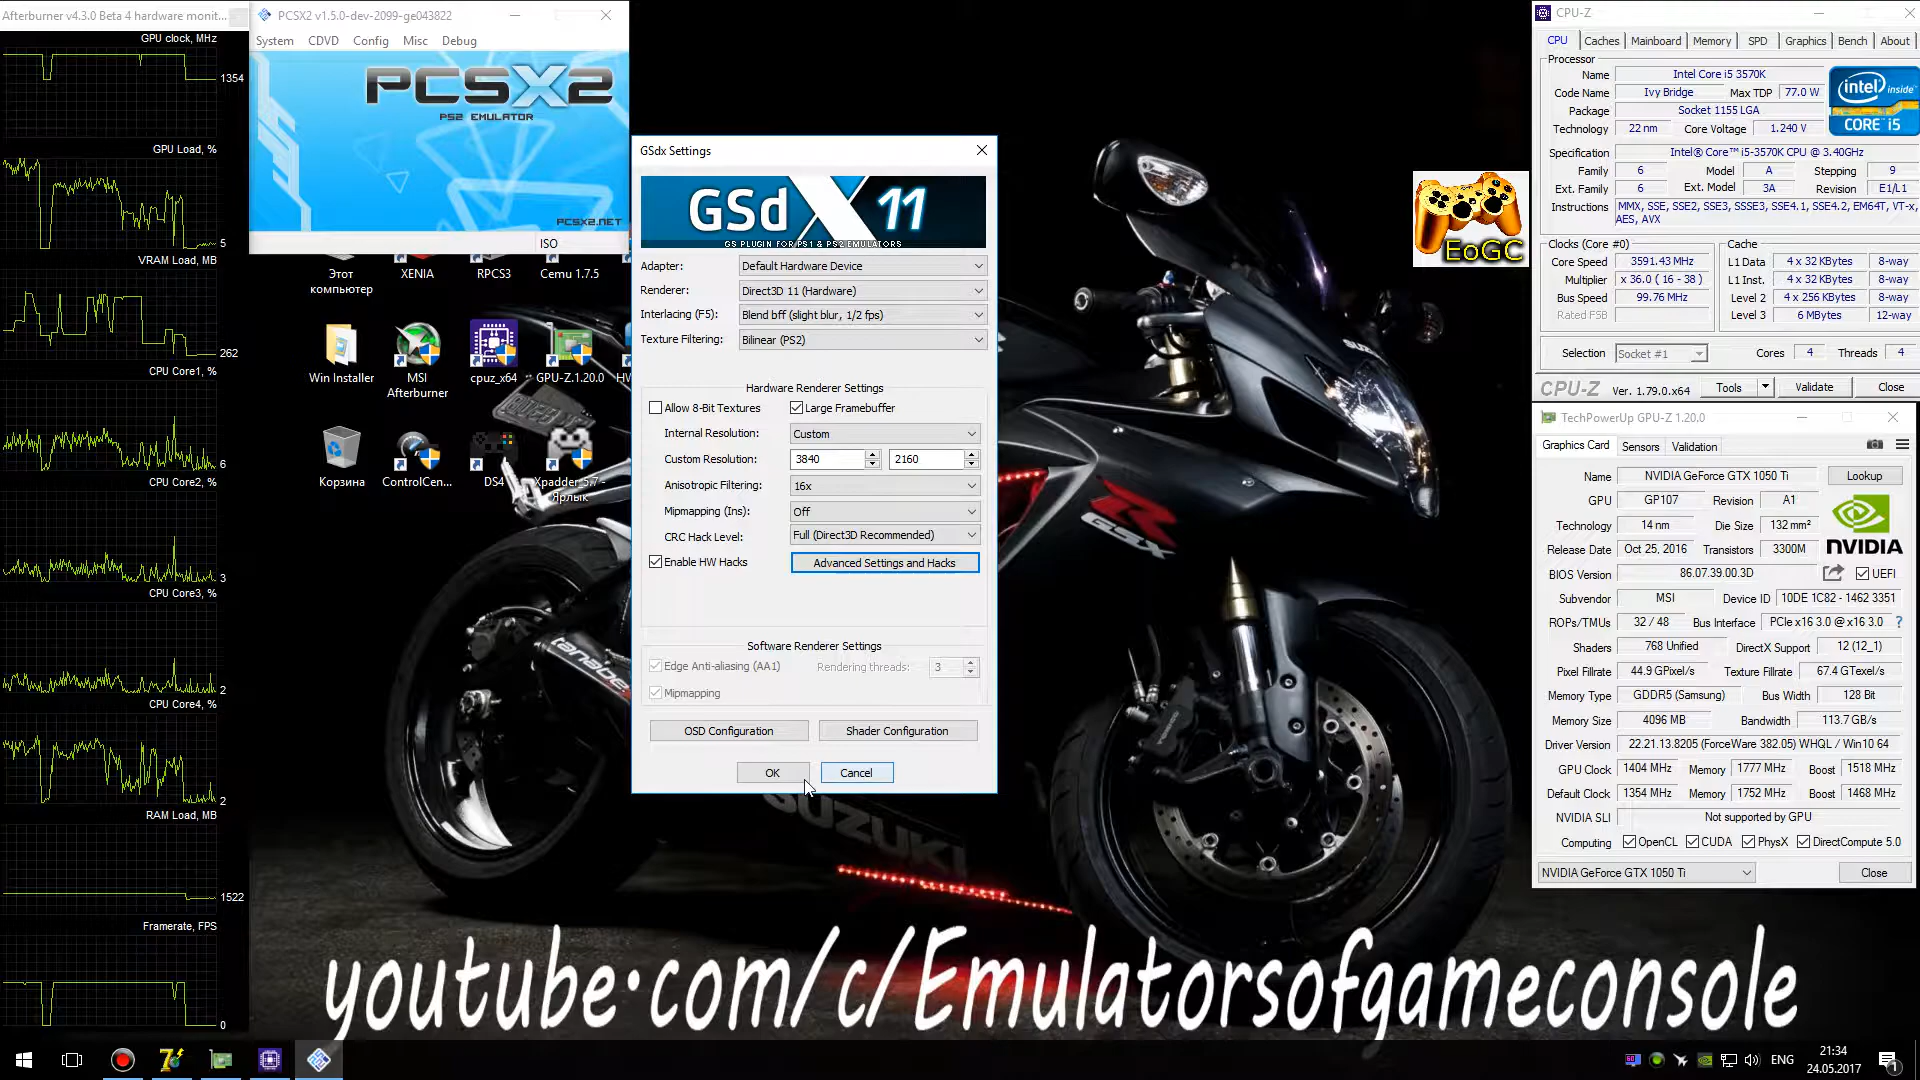 Afterburner v4.3.0 Beta 4 hardware monit...
GPU clock, MHz
1354
GPU Load, %
5
VRAM Load, MB
262
CPU Core1, %
6
CPU Core2, %
3
CPU Core3, %
2
CPU Core4, %
2
RAM Load, MB
1522
Framerate, FPS
0
PCSX2 v1.5.0-dev-2099-ge043822
System CDVD Config Misc Debug
PCSX2
PS2 EMULATOR
PCSX2.NET
ISO
Этот компьютер
XENIA
RPCS3
Cemu 1.7.5
Win Installer
MSI Afterburner
cpuz_x64
GPU-Z.1.20.0
Корзина
ControlCen...
DS4
Xpadder_5.7 - Ярлык
GSdx Settings
GSdX 11
GS PLUGIN FOR PS1 & PS2 EMULATORS
Adapter: Default Hardware Device
Renderer: Direct3D 11 (Hardware)
Interlacing (F5): Blend bff (slight blur, 1/2 fps)
Texture Filtering: Bilinear (PS2)
Hardware Renderer Settings
Allow 8-Bit Textures Large Framebuffer
Internal Resolution: Custom
Custom Resolution: 3840 2160
Anisotropic Filtering: 16x
Mipmapping (Ins): Off
CRC Hack Level: Full (Direct3D Recommended)
Enable HW Hacks Advanced Settings and Hacks
Software Renderer Settings
Edge Anti-aliasing (AA1) Rendering threads: 3
Mipmapping
OSD Configuration Shader Configuration
OK Cancel
SUZUKI
R
GSX
EoGC
CPU-Z
CPU Caches Mainboard Memory SPD Graphics Bench About
Processor
Name Intel Core i5 3570K
Code Name Ivy Bridge Max TDP 77.0 W
Package Socket 1155 LGA
Technology 22 nm Core Voltage 1.240 V
intel inside
CORE i5
Specification Intel® Core™ i5-3570K CPU @ 3.40GHz
Family 6 Model A Stepping 9
Ext. Family 6 Ext. Model 3A Revision E1/L1
Instructions MMX, SSE, SSE2, SSE3, SSSE3, SSE4.1, SSE4.2, EM64T, VT-x, AES, AVX
Clocks (Core #0) Cache
Core Speed 3591.43 MHz L1 Data 4 x 32 KBytes 8-way
Multiplier x 36.0 ( 16 - 38 ) L1 Inst. 4 x 32 KBytes 8-way
Bus Speed 99.76 MHz Level 2 4 x 256 KBytes 8-way
Rated FSB Level 3 6 MBytes 12-way
Selection Socket #1 Cores 4 Threads 4
CPU-Z Ver. 1.79.0.x64 Tools Validate Close
TechPowerUp GPU-Z 1.20.0
Graphics Card Sensors Validation
Name NVIDIA GeForce GTX 1050 Ti Lookup
GPU GP107 Revision A1
Technology 14 nm Die Size 132 mm²
Release Date Oct 25, 2016 Transistors 3300M
NVIDIA
BIOS Version 86.07.39.00.3D UEFI
Subvendor MSI Device ID 10DE 1C82 - 1462 3351
ROPs/TMUs 32 / 48 Bus Interface PCIe x16 3.0 @ x16 3.0 ?
Shaders 768 Unified DirectX Support 12 (12_1)
Pixel Fillrate 44.9 GPixel/s Texture Fillrate 67.4 GTexel/s
Memory Type GDDR5 (Samsung) Bus Width 128 Bit
Memory Size 4096 MB Bandwidth 113.7 GB/s
Driver Version 22.21.13.8205 (ForceWare 382.05) WHQL / Win10 64
GPU Clock 1404 MHz Memory 1777 MHz Boost 1518 MHz
Default Clock 1354 MHz Memory 1752 MHz Boost 1468 MHz
NVIDIA SLI Not supported by GPU
Computing OpenCL CUDA PhysX DirectCompute 5.0
NVIDIA GeForce GTX 1050 Ti Close
youtube.com/c/Emulatorsofgameconsole
ENG
21:34
24.05.2017
1